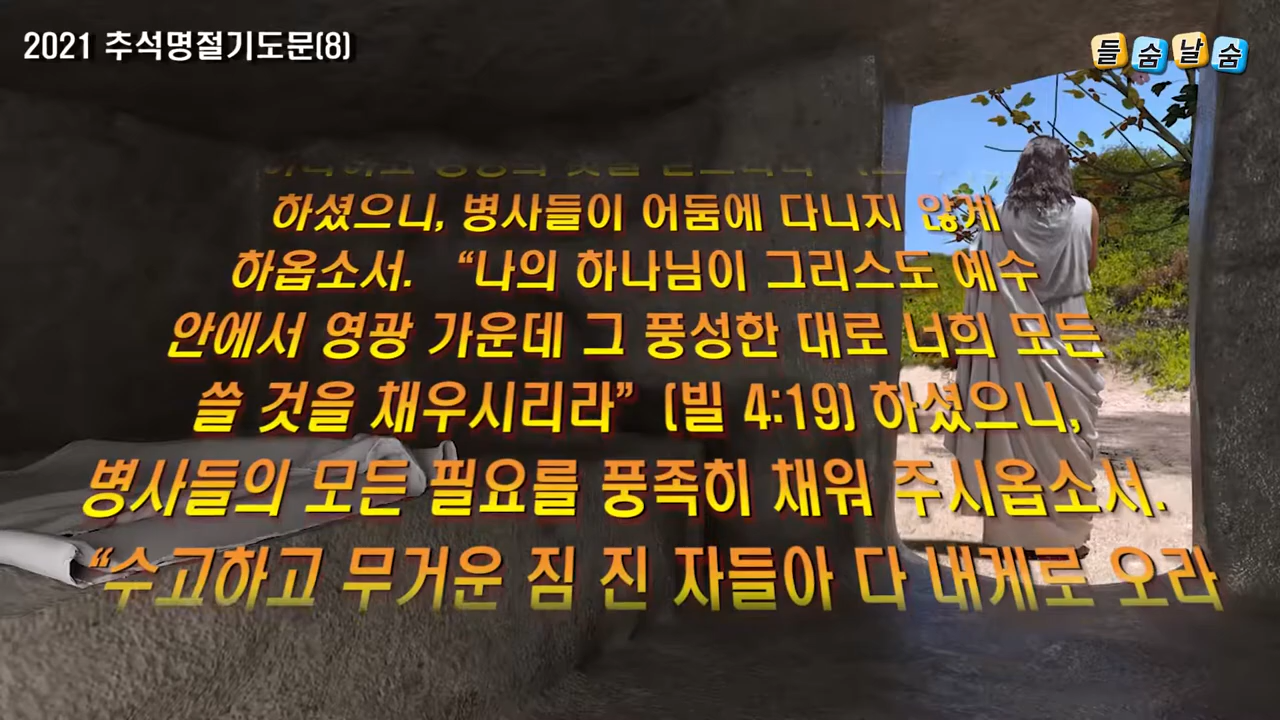 2021 추석명절기도문(8)
들숨날숨
하셨으니, 병사들이 어둠에 다니지 않게
하옵소서. “나의 하나님이 그리스도 예수
안에서 영광 가운데 그 풍성한 대로 너희 모든
쓸 것을 채우시리라” (빌 4:19) 하셨으니,
병사들의 모든 필요를 풍족히 채워 주시옵소서.
“수고하고 무거운 짐 진 자들아 다 내게로 오라